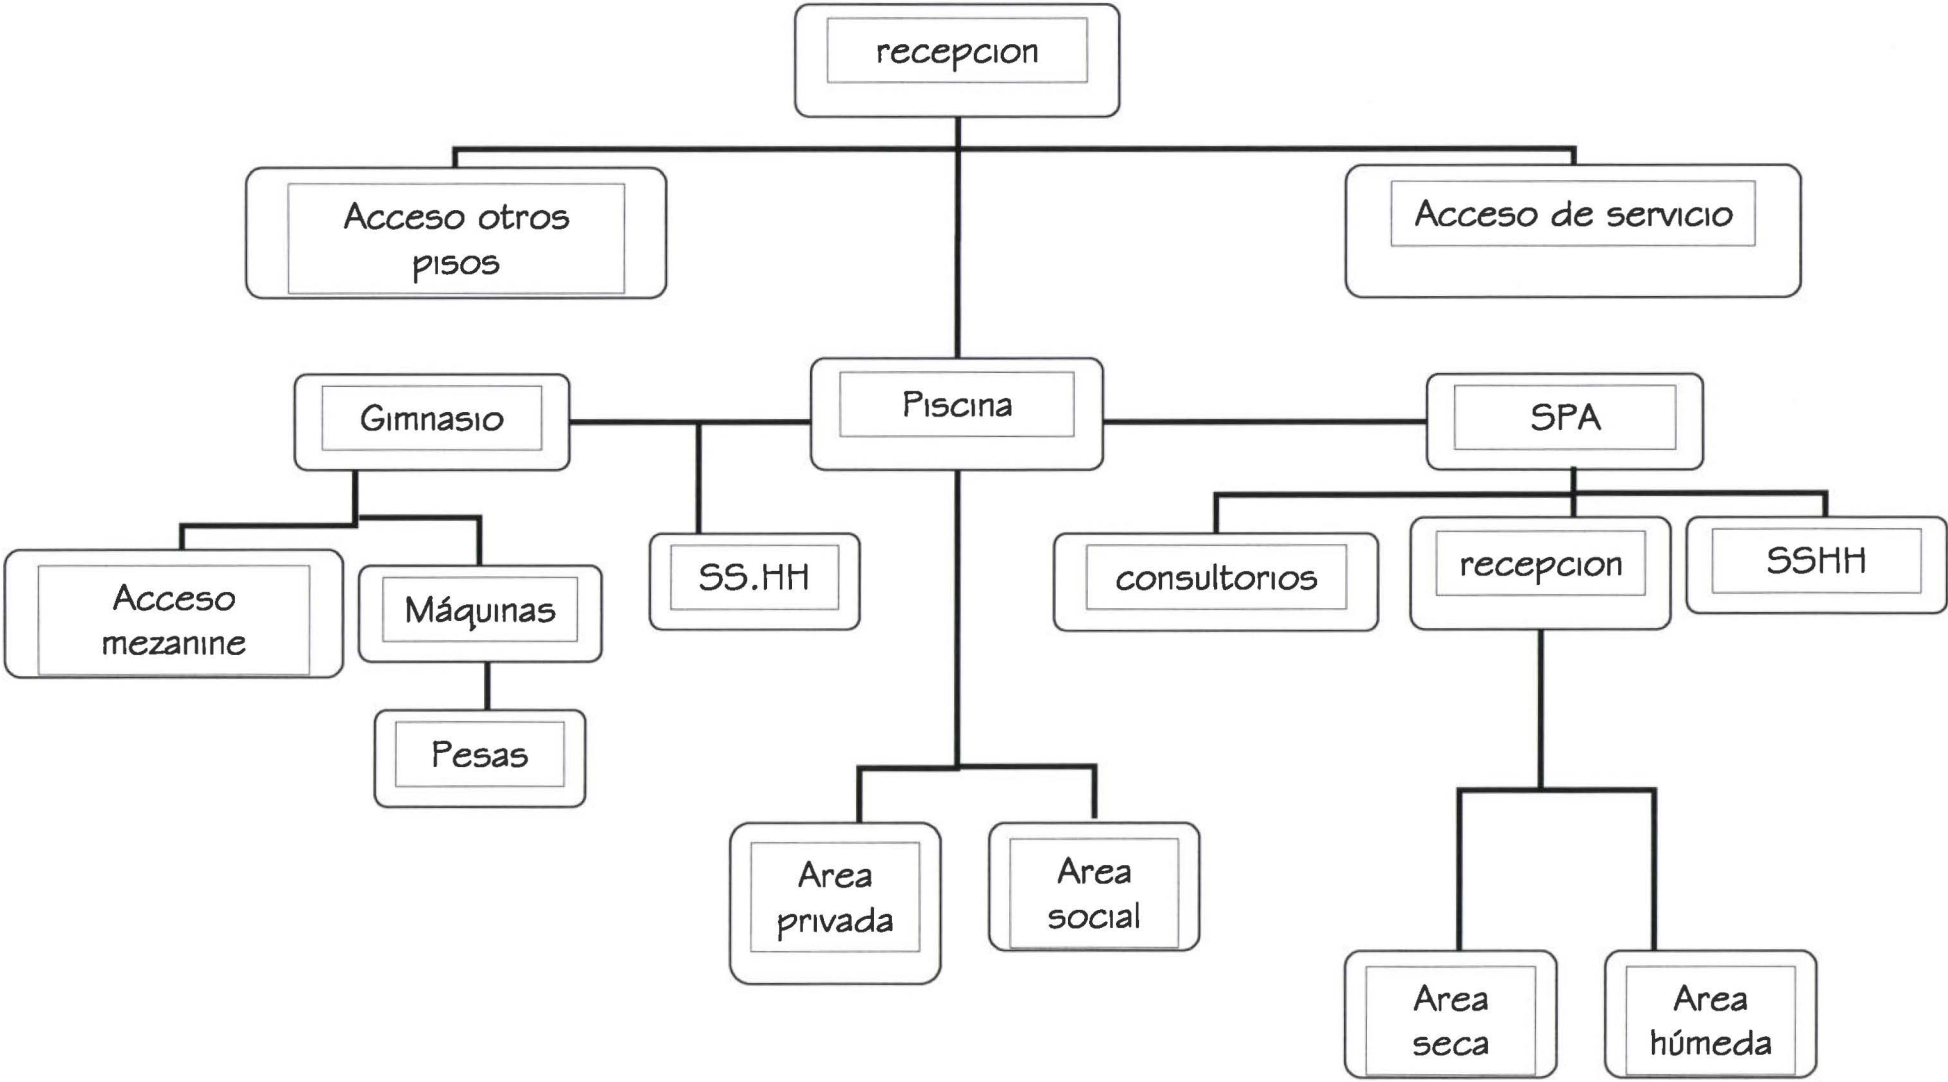 recepcion
Acceso otros
pisos
Acceso de servicio
Gimnasio
Piscina
SPA
Acceso
mezanine
Máquinas
SS.HH
consultorios
recepcion
SSHH
Pesas
Area
privada
Area
social
Area
seca
Area
húmeda